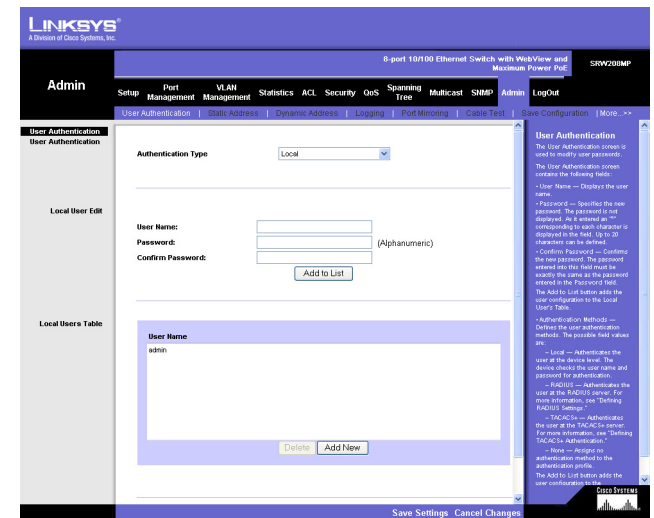 LINKSYS®
A Division of Cisco Systems, Inc.
8-port 10/100 Ethernet Switch with WebView and
Maximum Power PoE
SRW208MP
Admin
Setup Port Management VLAN Management Statistics ACL Security QoS Spanning Tree Multicast SNMP Admin LogOut
User Authentication | Static Address | Dynamic Address | Logging | Port Mirroring | Cable Test | Save Configuration | More...>>
User Authentication
User Authentication
Authentication Type
Local
Local User Edit
User Name:
Password:
(Alphanumeric)
Confirm Password:
Add to List
Local Users Table
User Name
admin
Delete
Add New
User Authentication
The User Authentication screen is
used to modify user passwords.
The User Authentication screen
contains the following fields:
• User Name — Displays the user
name.
• Password — Specifies the new
password. The password is not
displayed. As it entered an "*"
corresponding to each character is
displayed in the field. Up to 20
characters can be defined.
• Confirm Password — Confirms
the new password. The password
entered into this field must be
exactly the same as the password
entered in the Password field.
The Add to List button adds the
user configuration to the Local
User's Table.
• Authentication Methods —
Defines the user authentication
methods. The possible field values
are:
– Local — Authenticates the
user at the device level. The
device checks the user name and
password for authentication.
– RADIUS — Authenticates the
user at the RADIUS server. For
more information, see "Defining
RADIUS Settings."
– TACACS+ — Authenticates
the user at the TACACS+ server.
For more information, see "Defining
TACACS+ Authentication."
– None — Assigns no
authentication method to the
authentication profile.
The Add to List button adds the
user configuration to the
Save Settings Cancel Changes
CISCO SYSTEMS